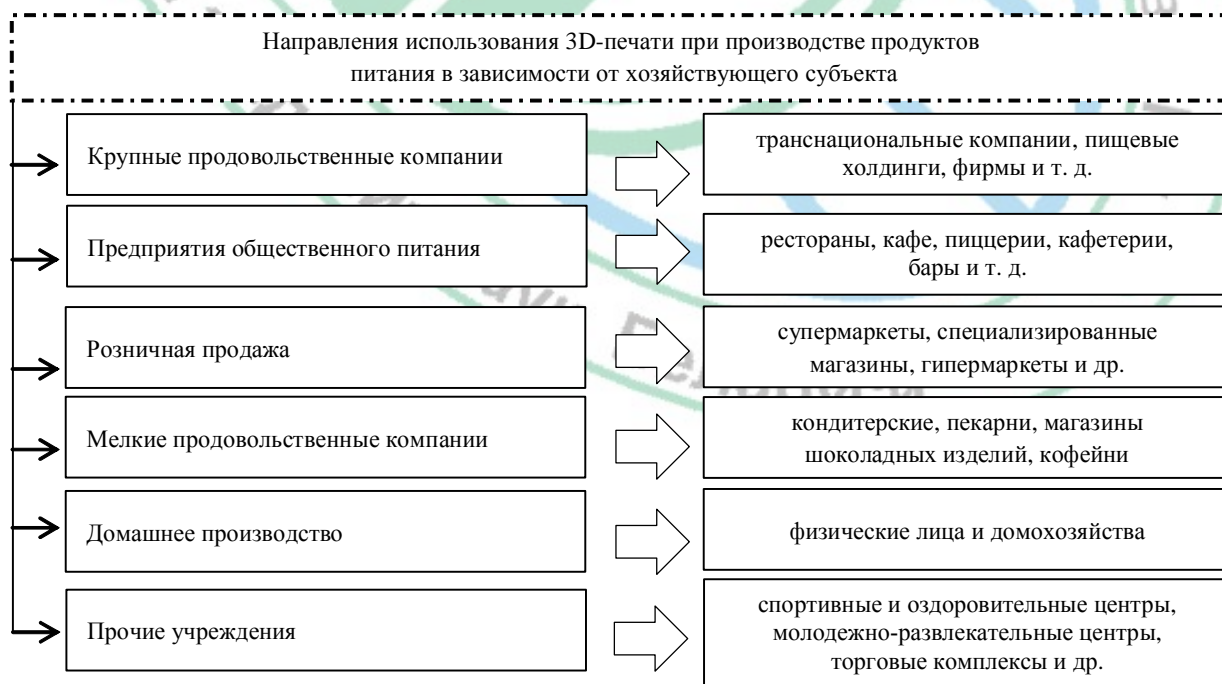 Направления использования 3D-печати при производстве продуктов
питания в зависимости от хозяйствующего субъекта
Крупные продовольственные компании
транснациональные компании, пищевые
холдинги, фирмы и т. д.
Предприятия общественного питания
рестораны, кафе, пиццерии, кафетерии,
бары и т. д.
Розничная продажа
супермаркеты, специализированные
магазины, гипермаркеты и др.
Мелкие продовольственные компании
кондитерские, пекарни, магазины
шоколадных изделий, кофейни
Домашнее производство
физические лица и домохозяйства
Прочие учреждения
спортивные и оздоровительные центры,
молодежно-развлекательные центры,
торговые комплексы и др.